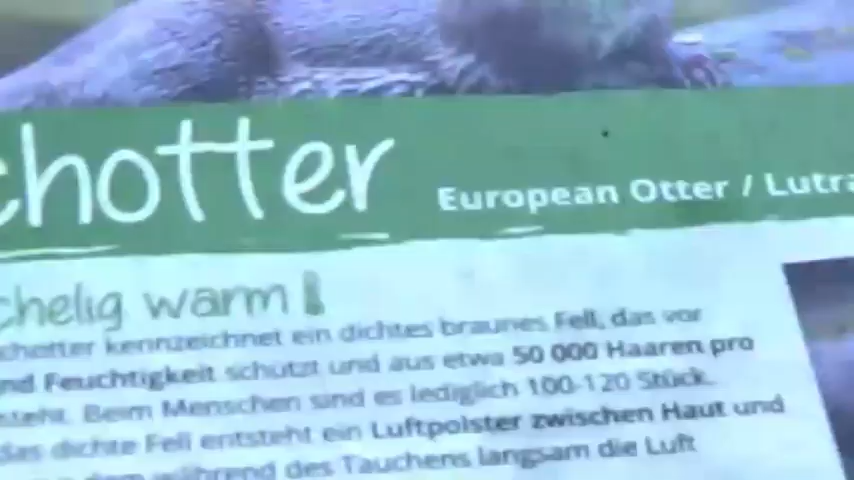 chotter European Otter / Lutra
chelig warm
chotter kennzeichnet ein dichtes braunes Fell, das vor
nd Feuchtigkeit schützt und aus etwa 50 000 Haaren pro
steht. Beim Menschen sind es lediglich 100-120 Stück.
das dichte Fell entsteht ein Luftpolster zwischen Haut und
dem während des Tauchens langsam die Luft